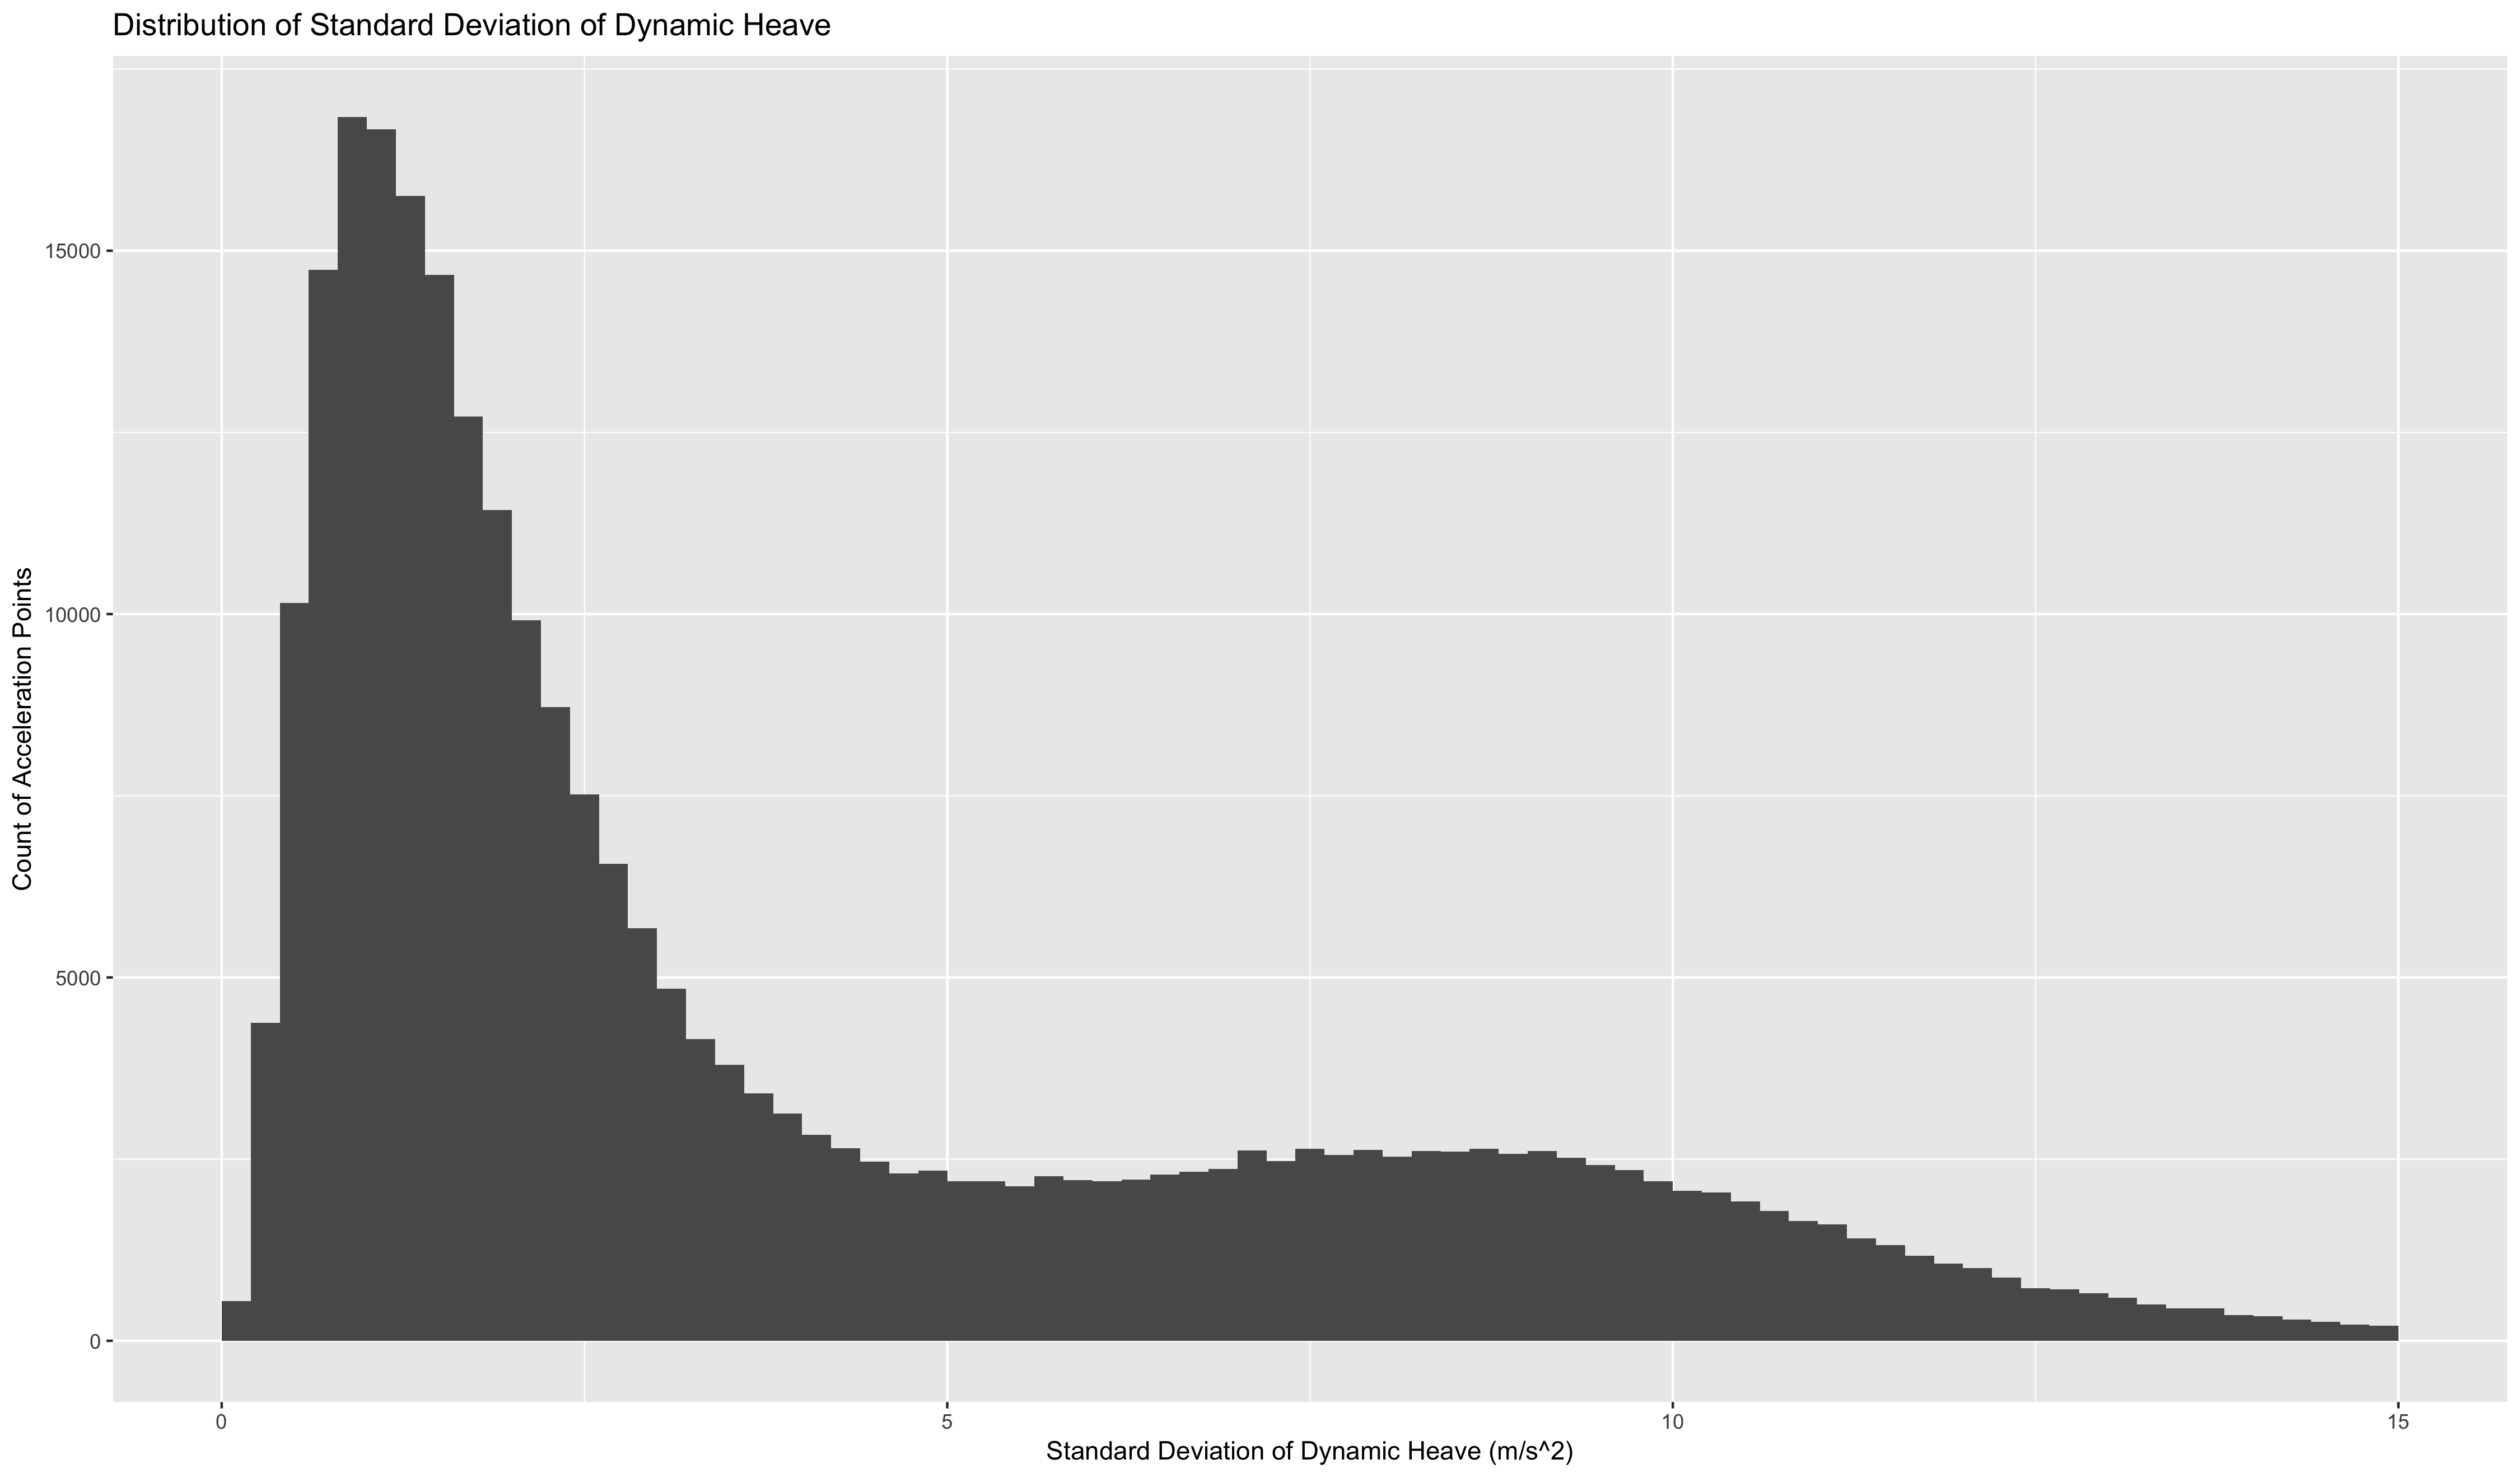 Distribution of Standard Deviation of Dynamic Heave
Count of Acceleration Points
15000
10000
5000
0
0
5
10
15
Standard Deviation of Dynamic Heave (m/s^2)